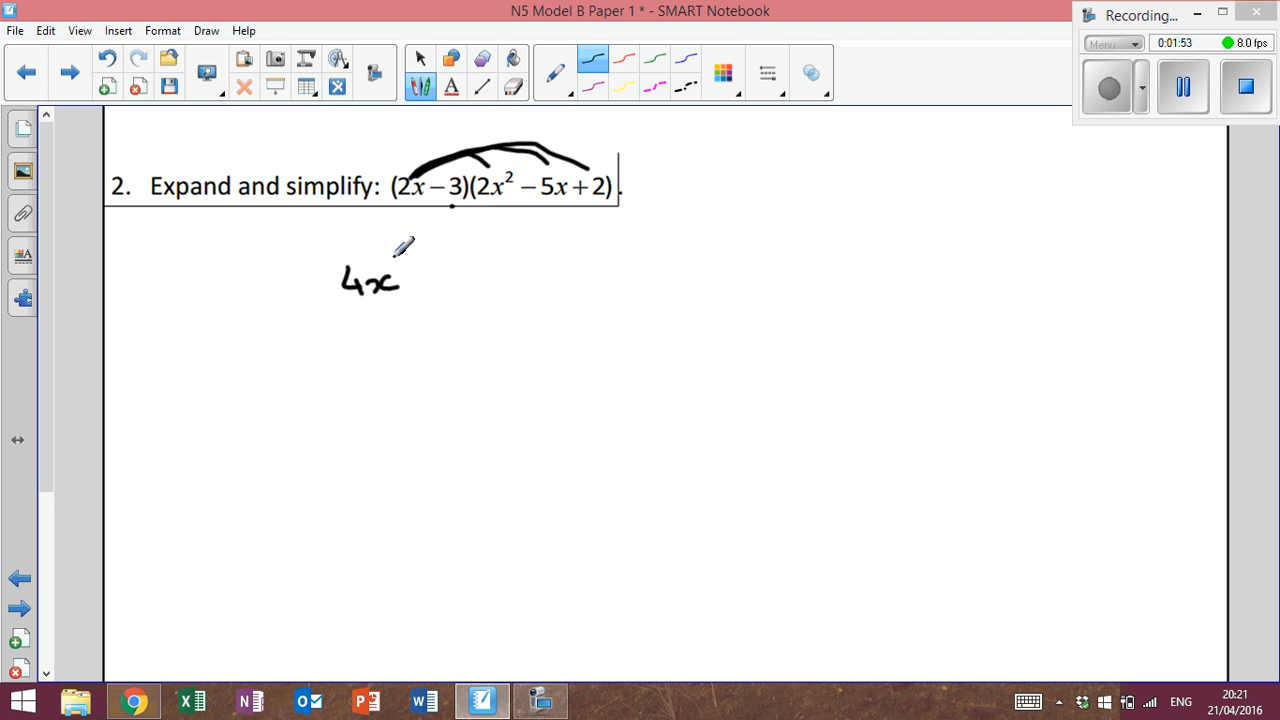 N5 Model B Paper 1 * - SMART Notebook
Recording...
File Edit View Insert Format Draw Help
Menu 0:01:53 8.0 fps
2. Expand and simplify: (2x − 3)(2x² − 5x + 2).
4x
ENG
20:21
21/04/2016